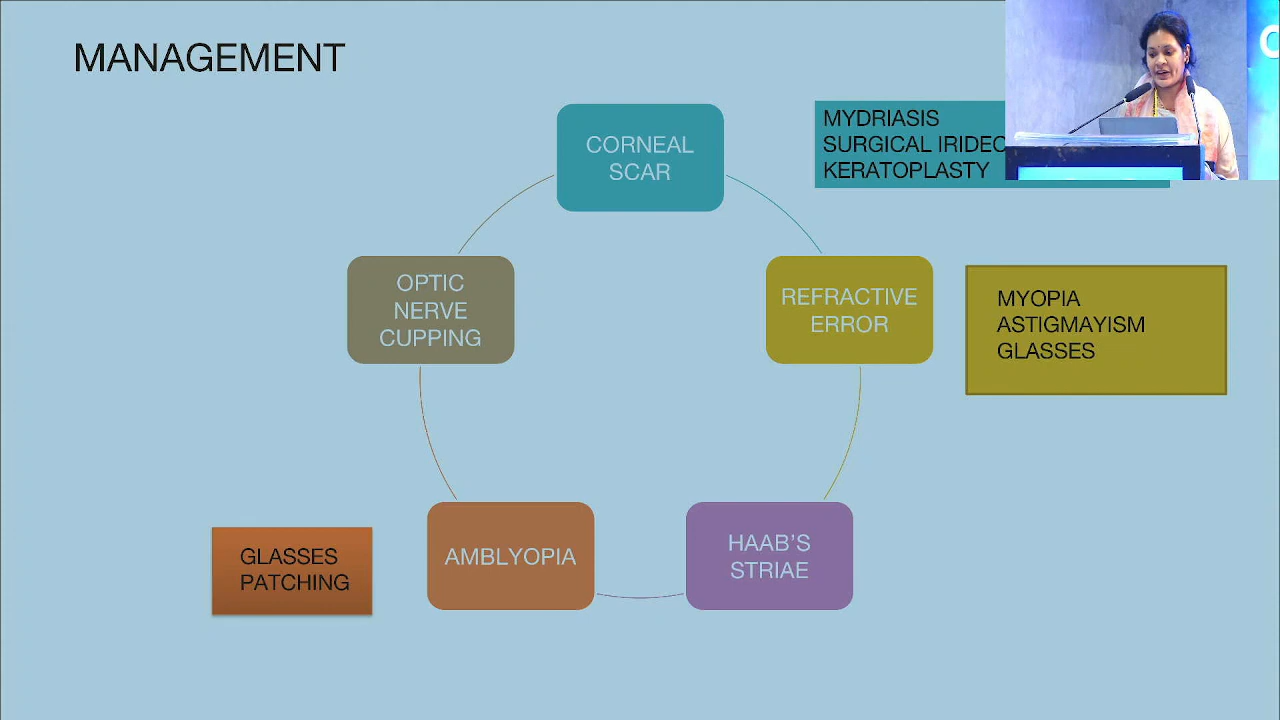 MANAGEMENT
CORNEAL
SCAR
MYDRIASIS
SURGICAL
KERATOPLASTY
OPTIC
NERVE
CUPPING
REFRACTIVE
ERROR
MYOPIA
ASTIGMAYISM
GLASSES
GLASSES
PATCHING
AMBLYOPIA
HAAB'S
STRIAE